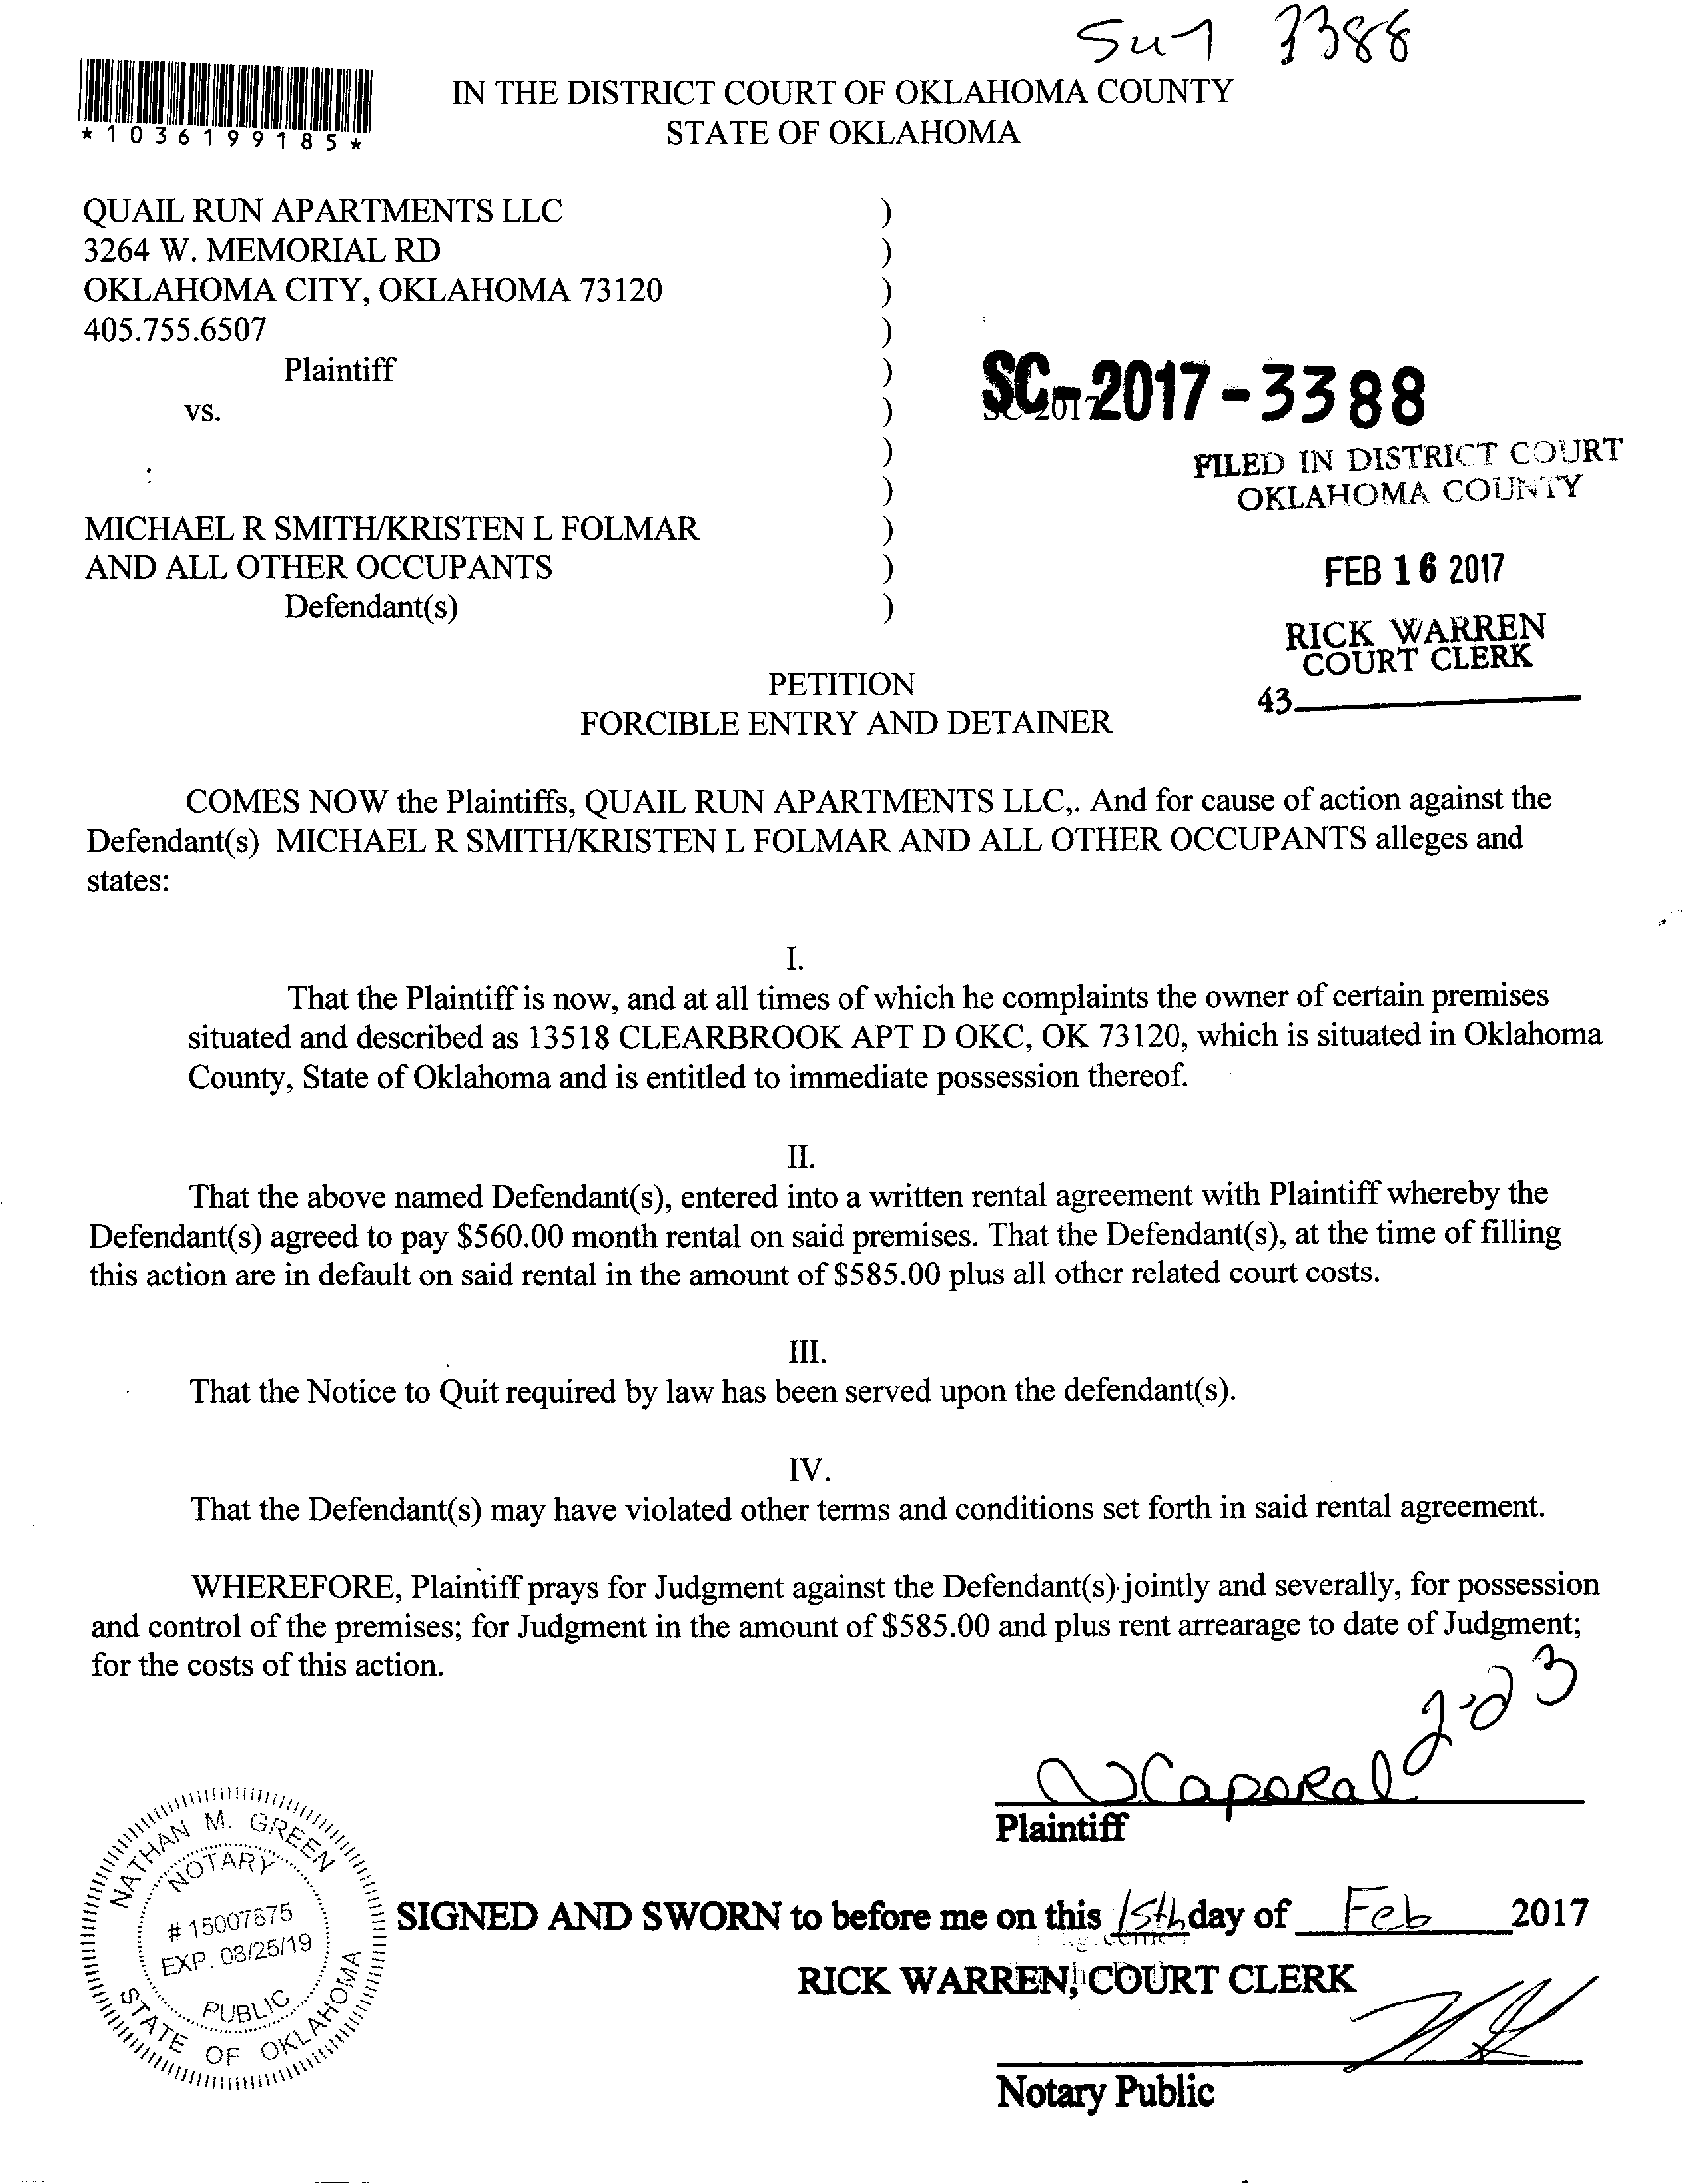 3388
*1036199185*
IN THE DISTRICT COURT OF OKLAHOMA COUNTY
STATE OF OKLAHOMA
QUAIL RUN APARTMENTS LLC )
3264 W. MEMORIAL RD )
OKLAHOMA CITY, OKLAHOMA 73120 )
405.755.6507 )
Plaintiff )
vs. )
)
)
MICHAEL R SMITH/KRISTEN L FOLMAR )
AND ALL OTHER OCCUPANTS )
Defendant(s) )
SC-2017-3388
FILED IN DISTRICT COURT
OKLAHOMA COUNTY
FEB 16 2017
RICK WARREN
COURT CLERK
43
PETITION
FORCIBLE ENTRY AND DETAINER
COMES NOW the Plaintiffs, QUAIL RUN APARTMENTS LLC,. And for cause of action against the
Defendant(s) MICHAEL R SMITH/KRISTEN L FOLMAR AND ALL OTHER OCCUPANTS alleges and
states:
I.
That the Plaintiff is now, and at all times of which he complaints the owner of certain premises
situated and described as 13518 CLEARBROOK APT D OKC, OK 73120, which is situated in Oklahoma
County, State of Oklahoma and is entitled to immediate possession thereof.
II.
That the above named Defendant(s), entered into a written rental agreement with Plaintiff whereby the
Defendant(s) agreed to pay $560.00 month rental on said premises. That the Defendant(s), at the time of filling
this action are in default on said rental in the amount of $585.00 plus all other related court costs.
III.
That the Notice to Quit required by law has been served upon the defendant(s).
IV.
That the Defendant(s) may have violated other terms and conditions set forth in said rental agreement.
WHEREFORE, Plaintiff prays for Judgment against the Defendant(s) jointly and severally, for possession
and control of the premises; for Judgment in the amount of $585.00 and plus rent arrearage to date of Judgment;
for the costs of this action.
2-23
Caporal
Plaintiff
NATHAN M. GREEN
NOTARY
# 15007675
EXP. 08/25/19
PUBLIC
STATE OF OKLAHOMA
SIGNED AND SWORN to before me on this 15th day of Feb 2017
RICK WARREN, COURT CLERK
Notary Public